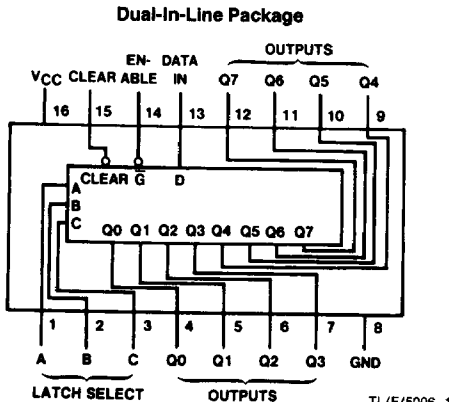 Dual-In-Line Package
OUTPUTS
EN- DATA
VCC CLEAR ABLE IN Q7 Q6 Q5 Q4
16 15 14 13 12 11 10 9
CLEAR G D
A
B
C
Q0 Q1 Q2 Q3 Q4 Q5 Q6 Q7
1 2 3 4 5 6 7 8
A B C Q0 Q1 Q2 Q3 GND
LATCH SELECT OUTPUTS